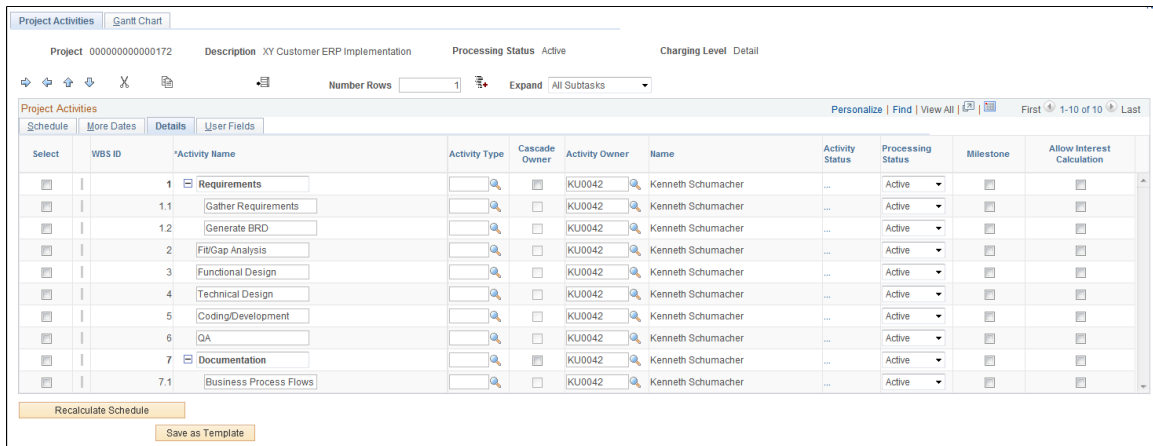 Project Activities Gantt Chart
Project 000000000000172 Description XY Customer ERP Implementation Processing Status Active Charging Level Detail
Number Rows 1 Expand All Subtasks
Project Activities Personalize | Find | View All | First 1-10 of 10 Last
Schedule More Dates Details User Fields
Select WBS ID *Activity Name Activity Type Cascade Owner Activity Owner Name Activity Status Processing Status Milestone Allow Interest Calculation
1 Requirements KU0042 Kenneth Schumacher ... Active
1.1 Gather Requirements KU0042 Kenneth Schumacher ... Active
1.2 Generate BRD KU0042 Kenneth Schumacher ... Active
2 Fit/Gap Analysis KU0042 Kenneth Schumacher ... Active
3 Functional Design KU0042 Kenneth Schumacher ... Active
4 Technical Design KU0042 Kenneth Schumacher ... Active
5 Coding/Development KU0042 Kenneth Schumacher ... Active
6 QA KU0042 Kenneth Schumacher ... Active
7 Documentation KU0042 Kenneth Schumacher ... Active
7.1 Business Process Flows KU0042 Kenneth Schumacher ... Active
Recalculate Schedule
Save as Template